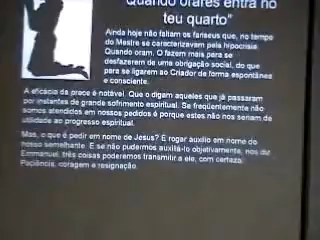 "Quando orares entra no
teu quarto"
Ainda hoje não faltam os fariseus que, no tempo
do Mestre se caracterizavam pela hipocrisia.
Quando oram, O fazem mais para se
desfazerem de uma obrigação social, do que
para se ligarem ao Criador de forma espontânea
e consciente.
A eficácia da prece é notável. Que o digam aqueles que já passaram
por instantes de grande sofrimento espiritual. Se freqüentemente não
somos atendidos em nossos pedidos é porque estes não nos seriam de
utilidade ao progresso espiritual.
Mas, o que é pedir em nome de Jesus? É rogar auxílio em nome do
nosso semelhante. E se não pudermos auxiliá-lo objetivamente, nos diz
Emmanuel, três coisas poderemos transmitir a ele, com certeza:
Paciência, coragem e resignação.